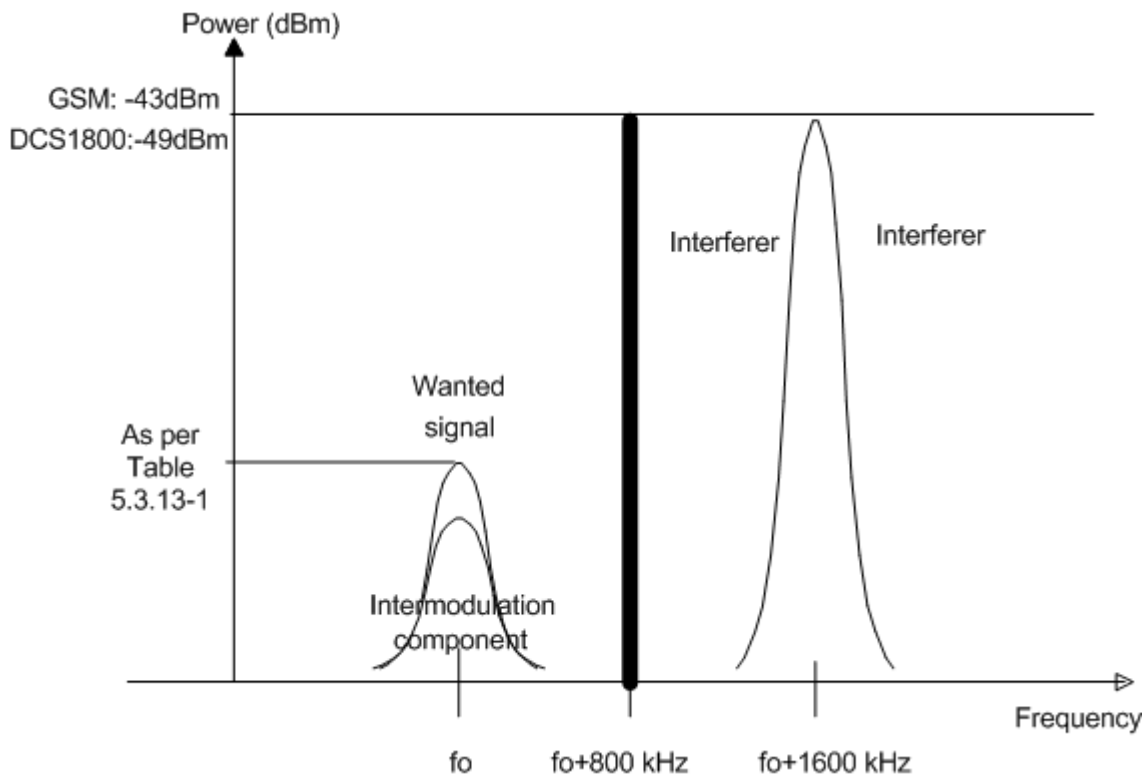 Power (dBm)
GSM: -43dBm
DCS1800:-49dBm
Interferer
Interferer
Wanted
signal
As per
Table
5.3.13-1
Intermodulation
component
Frequency
fo
fo+800 kHz
fo+1600 kHz